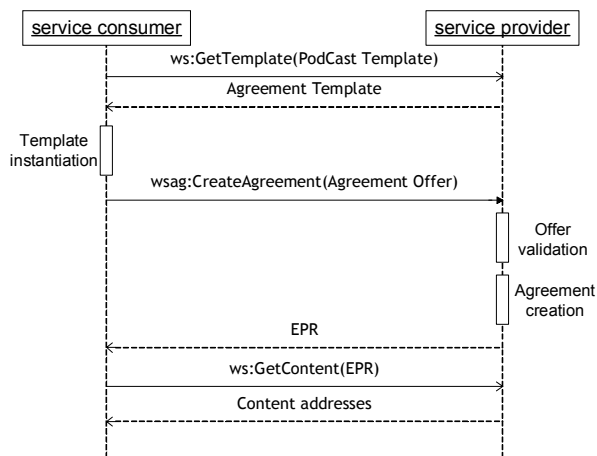 service consumer
service provider
ws:GetTemplate(PodCast Template)
Agreement Template
Template
instantiation
wsag:CreateAgreement(Agreement Offer)
Offer
validation
Agreement
creation
EPR
ws:GetContent(EPR)
Content addresses